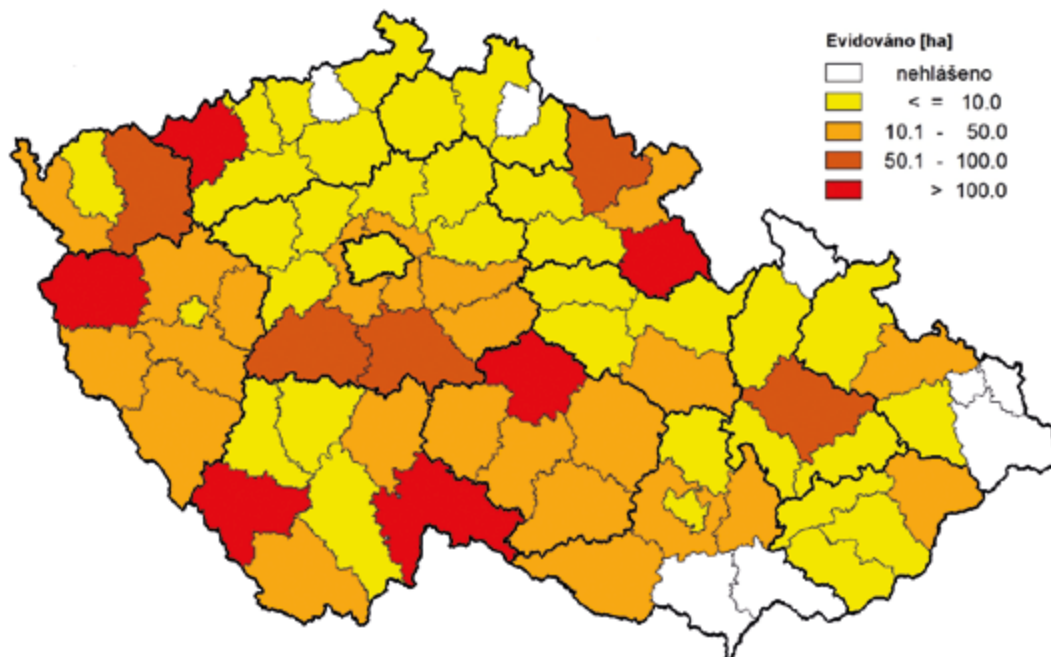 Evidováno [ha]
nehlášeno
< = 10.0
10.1 - 50.0
50.1 - 100.0
> 100.0